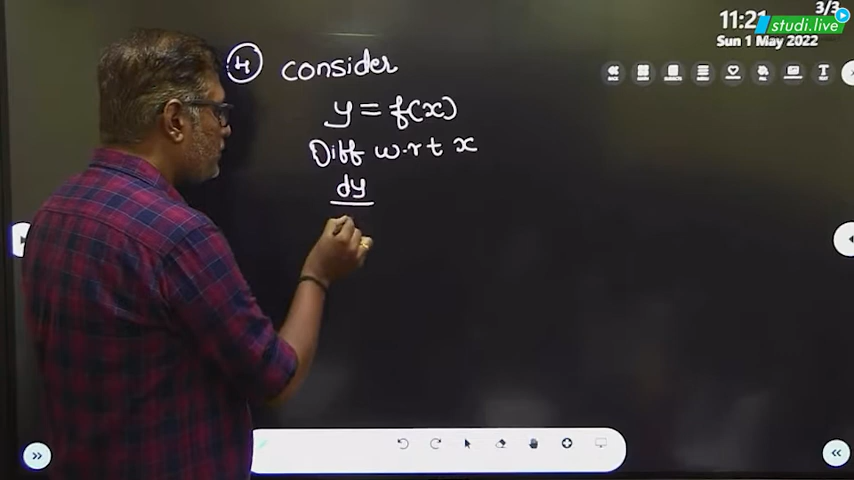 11:21
3/3
studi.live
Sun 1 May 2022
4 consider
y = f(x)
Diff w.r.t x
dy